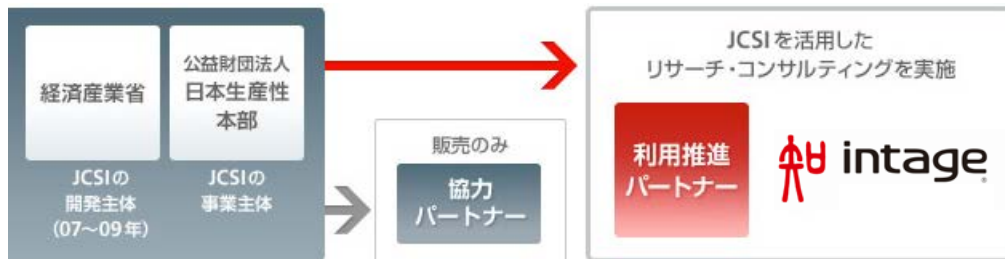 経済産業省
JCSIの
開発主体
(07〜09年)
公益財団法人
日本生産性
本部
JCSIの
事業主体
販売のみ
協力
パートナー
JCSIを活用した
リサーチ・コンサルティングを実施
利用推進
パートナー
intage